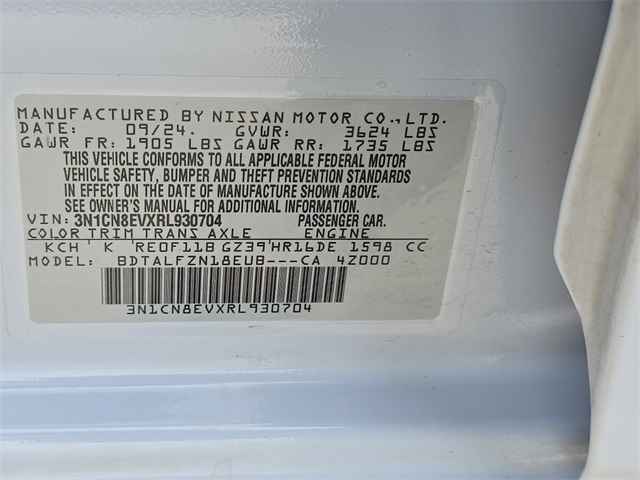 MANUFACTURED BY NISSAN MOTOR CO.,LTD.
DATE: 09/24. GVWR: 3624 LBS
GAWR FR: 1905 LBS GAWR RR: 1735 LBS
THIS VEHICLE CONFORMS TO ALL APPLICABLE FEDERAL MOTOR
VEHICLE SAFETY, BUMPER AND THEFT PREVENTION STANDARDS
IN EFFECT ON THE DATE OF MANUFACTURE SHOWN ABOVE.
SEE OWNER'S MANUAL FOR ADDITIONAL INFORMATION.
VIN: 3N1CN8EVXRL930704 PASSENGER CAR.
COLOR TRIM TRANS AXLE ENGINE
KCH ' K ' RE0F11B GZ39'HR16DE 1598 CC
MODEL: BDTALFZN18EUB---CA 4Z000
3N1CN8EVXRL930704